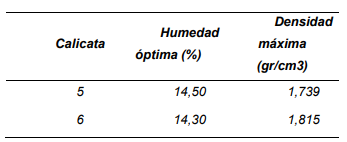 Calicata Humedad óptima (%) Densidad máxima (gr/cm3)
5 14,50 1,739
6 14,30 1,815